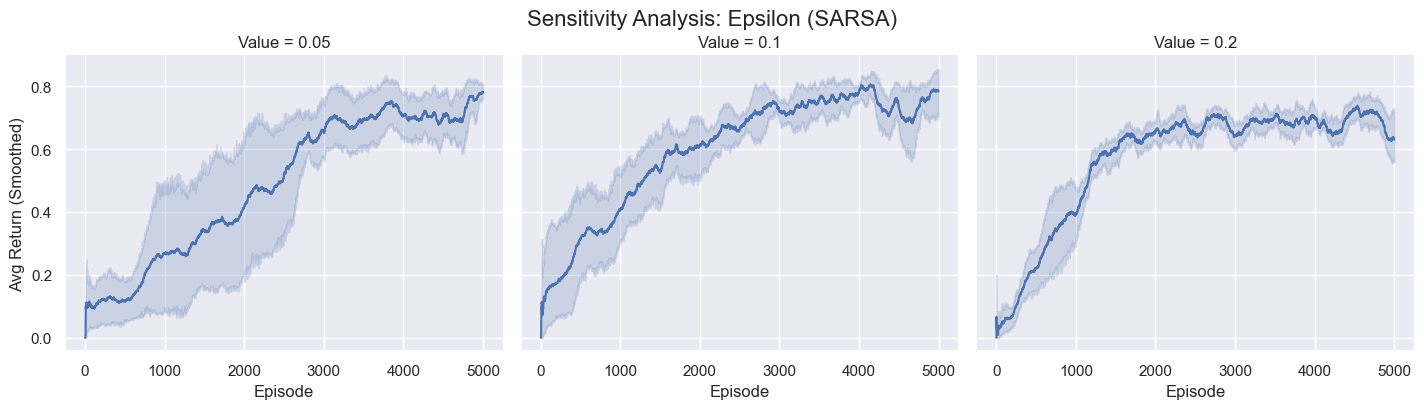 Sensitivity Analysis: Epsilon (SARSA)
Value = 0.05
Value = 0.1
Value = 0.2
Avg Return (Smoothed)
0.8
0.6
0.4
0.2
0.0
0 1000 2000 3000 4000 5000
0 1000 2000 3000 4000 5000
0 1000 2000 3000 4000 5000
Episode
Episode
Episode